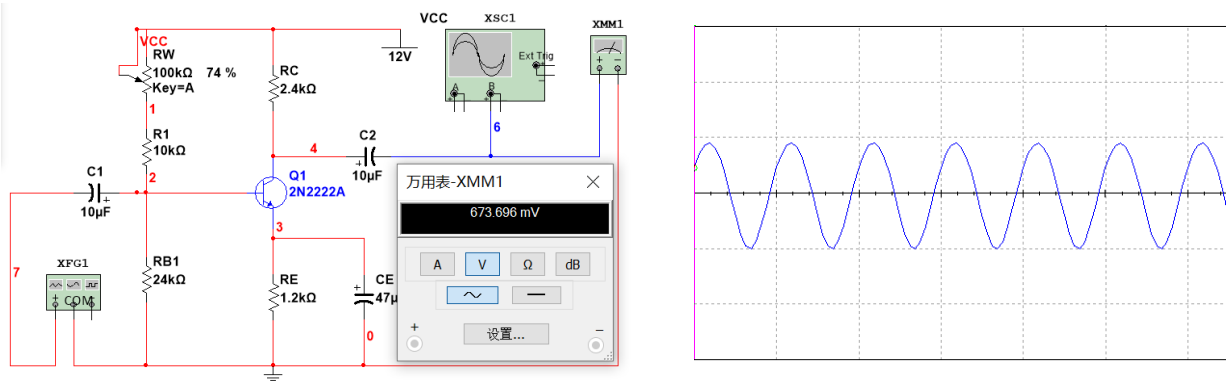 VCC
XSC1
XMM1
VCC
RW
100kΩ
74 %
Key=A
RC
2.4kΩ
12V
Ext Trig
A
B
1
R1
10kΩ
6
4
C2
10µF
C1
10µF
2
Q1
2N2222A
3
万用表-XMM1
673.696 mV
A
V
Ω
dB
7
XFG1
COM
RB1
24kΩ
RE
1.2kΩ
CE
47µ
0
设置...